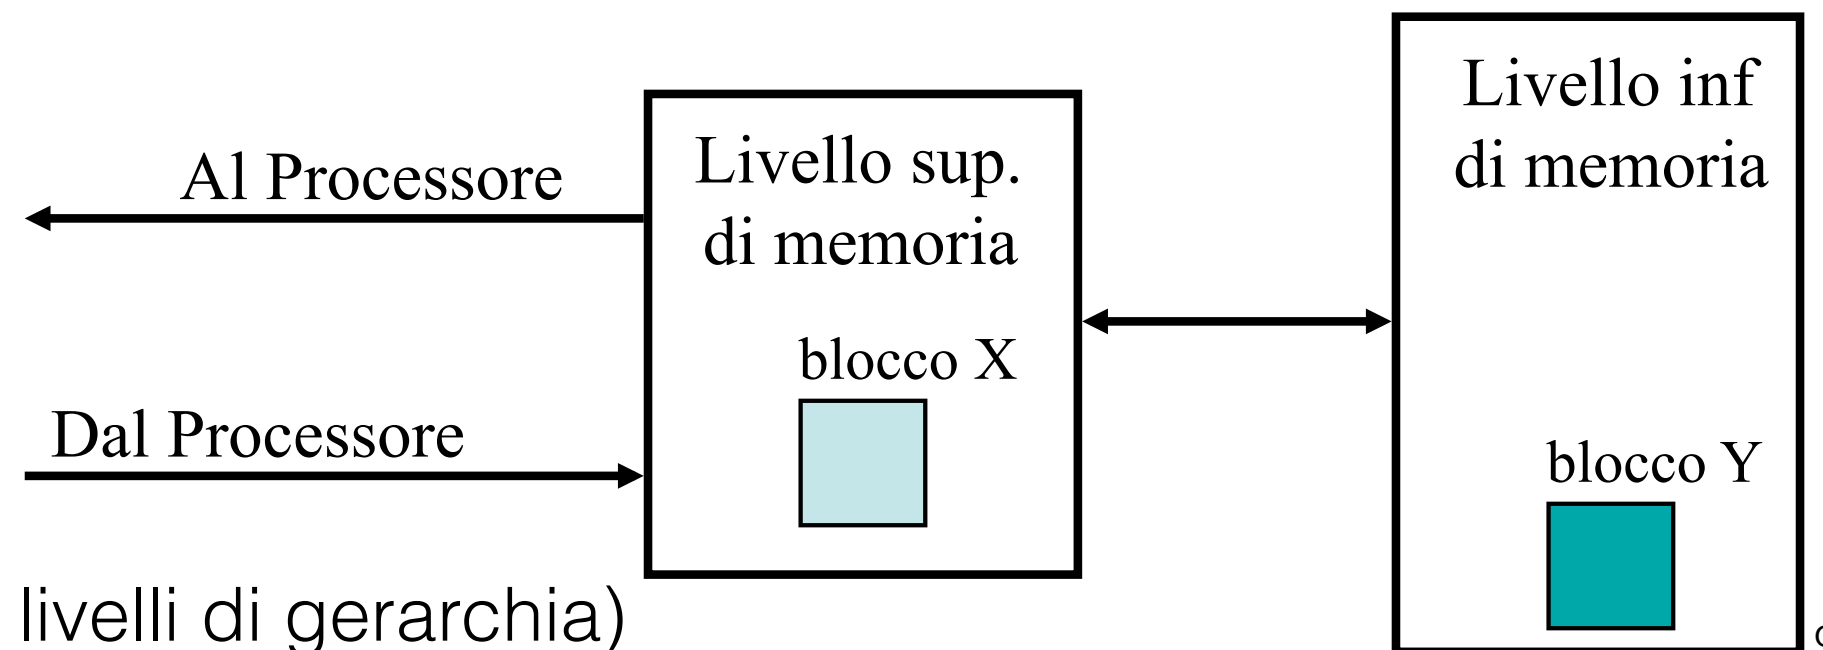 Al Processore
Dal Processore
Livello sup.
di memoria
blocco X
Livello inf
di memoria
blocco Y
livelli di gerarchia)